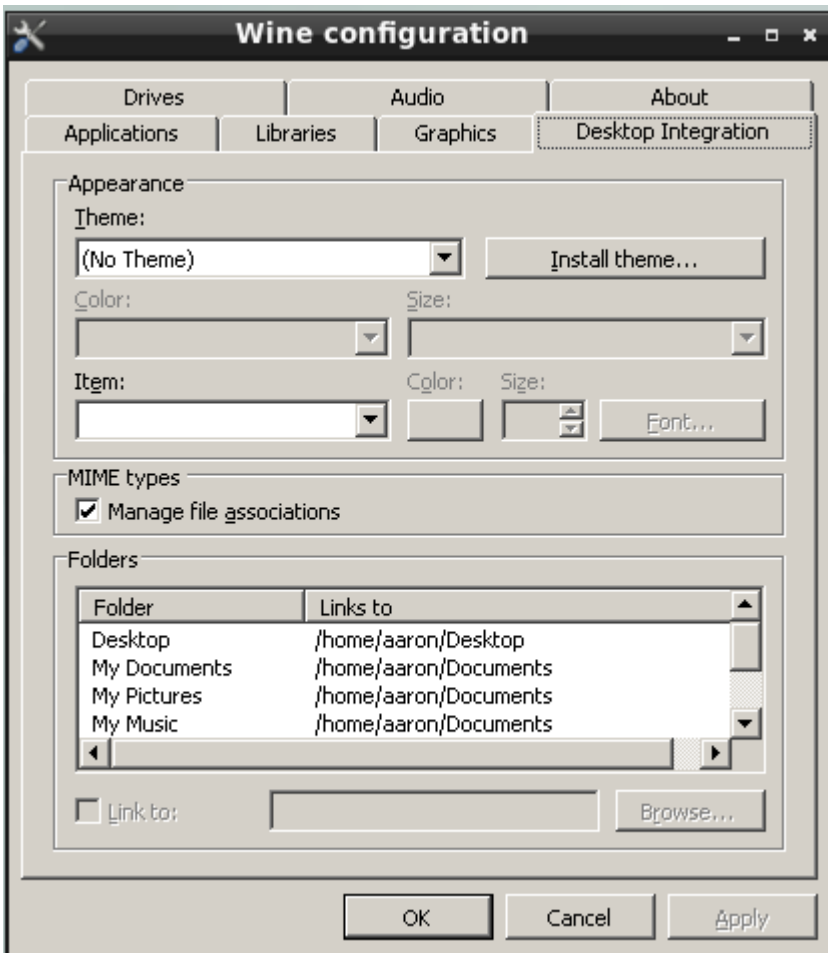 Wine configuration
Drives Audio About
Applications Libraries Graphics Desktop Integration
Appearance
Theme:
(No Theme) Install theme...
Color: Size:
Item: Color: Size:
Font...
MIME types
Manage file associations
Folders
Folder Links to
Desktop /home/aaron/Desktop
My Documents /home/aaron/Documents
My Pictures /home/aaron/Documents
My Music /home/aaron/Documents
Link to: Browse...
OK Cancel Apply